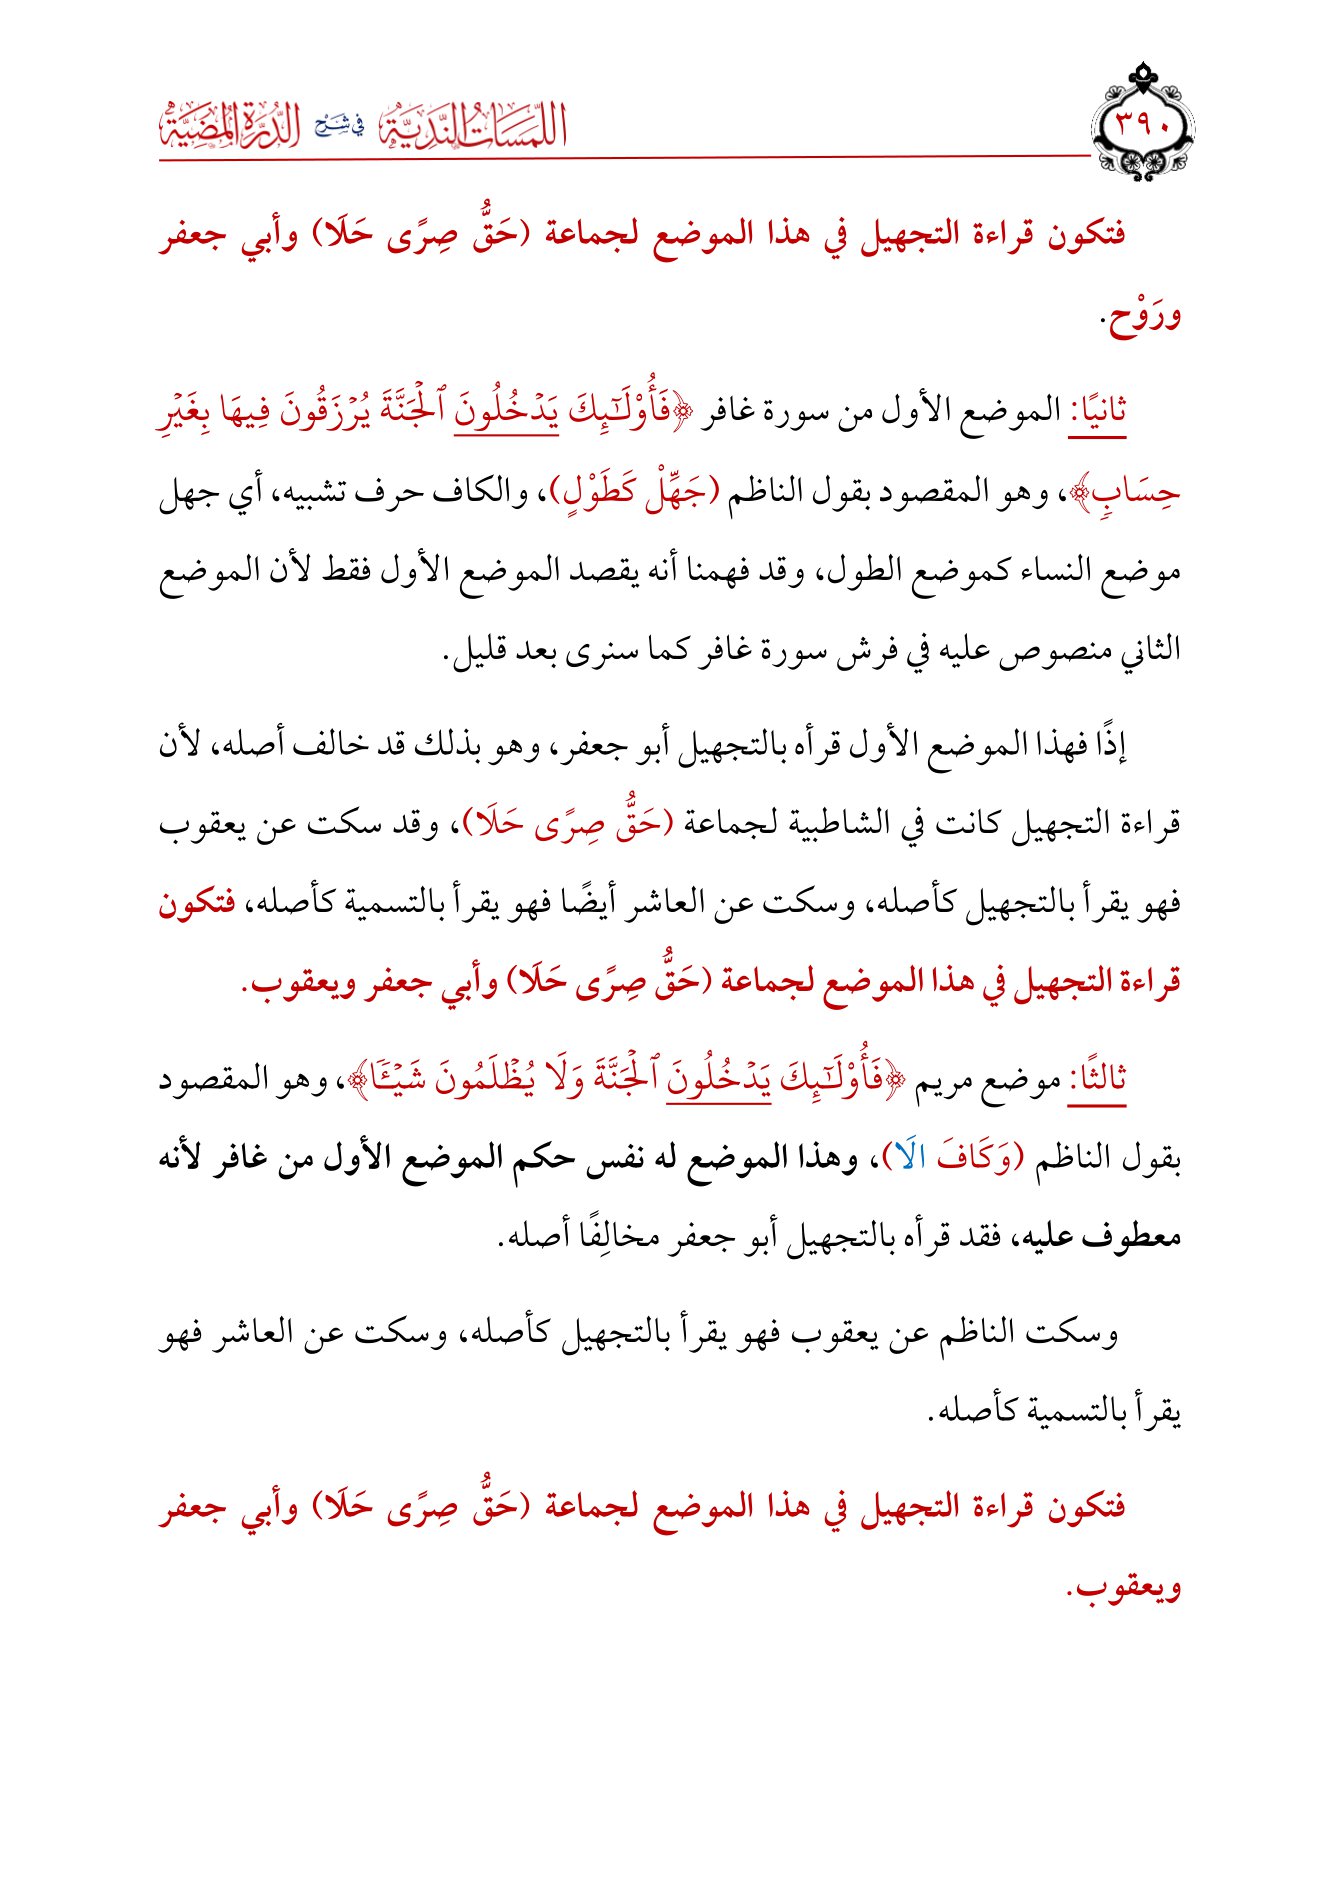 ٣٩٠
اللمسات الندية في شرح الدرة المضية
فتكون قراءة التجهيل في هذا الموضع لجماعة (حَقُّ صِرًى حَلَا) وأبي جعفر
ورَوْح.
ثانيًا: الموضع الأول من سورة غافر ﴿فَأُوْلَٰٓئِكَ يَدۡخُلُونَ ٱلۡجَنَّةَ يُرۡزَقُونَ فِيهَا بِغَيۡرِ
حِسَابٖ﴾، وهو المقصود بقول الناظم (جَهِّلْ كَطَوْلٍ)، والكاف حرف تشبيه، أي جهل
موضع النساء كموضع الطول، وقد فهمنا أنه يقصد الموضع الأول فقط لأن الموضع
الثاني منصوص عليه في فرش سورة غافر كما سنرى بعد قليل.
إذًا فهذا الموضع الأول قرأه بالتجهيل أبو جعفر، وهو بذلك قد خالف أصله، لأن
قراءة التجهيل كانت في الشاطبية لجماعة (حَقُّ صِرًى حَلَا)، وقد سكت عن يعقوب
فهو يقرأ بالتجهيل كأصله، وسكت عن العاشر أيضًا فهو يقرأ بالتسمية كأصله، فتكون
قراءة التجهيل في هذا الموضع لجماعة (حَقُّ صِرًى حَلَا) وأبي جعفر ويعقوب.
ثالثًا: موضع مريم ﴿فَأُوْلَٰٓئِكَ يَدۡخُلُونَ ٱلۡجَنَّةَ وَلَا يُظۡلَمُونَ شَيۡـٔٗا﴾، وهو المقصود
بقول الناظم (وَكَافَ الَا)، وهذا الموضع له نفس حكم الموضع الأول من غافر لأنه
معطوف عليه، فقد قرأه بالتجهيل أبو جعفر مخالِفًا أصله.
وسكت الناظم عن يعقوب فهو يقرأ بالتجهيل كأصله، وسكت عن العاشر فهو
يقرأ بالتسمية كأصله.
فتكون قراءة التجهيل في هذا الموضع لجماعة (حَقُّ صِرًى حَلَا) وأبي جعفر
ويعقوب.